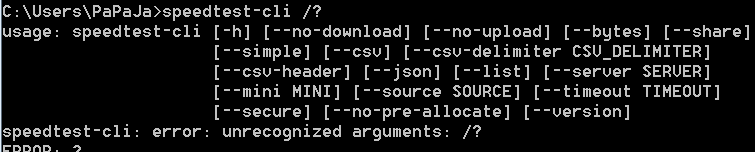 C:\Users\PaPaJa>speedtest-cli /?
usage: speedtest-cli [-h] [--no-download] [--no-upload] [--bytes] [--share]
[--simple] [--csv] [--csv-delimiter CSV_DELIMITER]
[--csv-header] [--json] [--list] [--server SERVER]
[--mini MINI] [--source SOURCE] [--timeout TIMEOUT]
[--secure] [--no-pre-allocate] [--version]
speedtest-cli: error: unrecognized arguments: /?
ERROR: ?